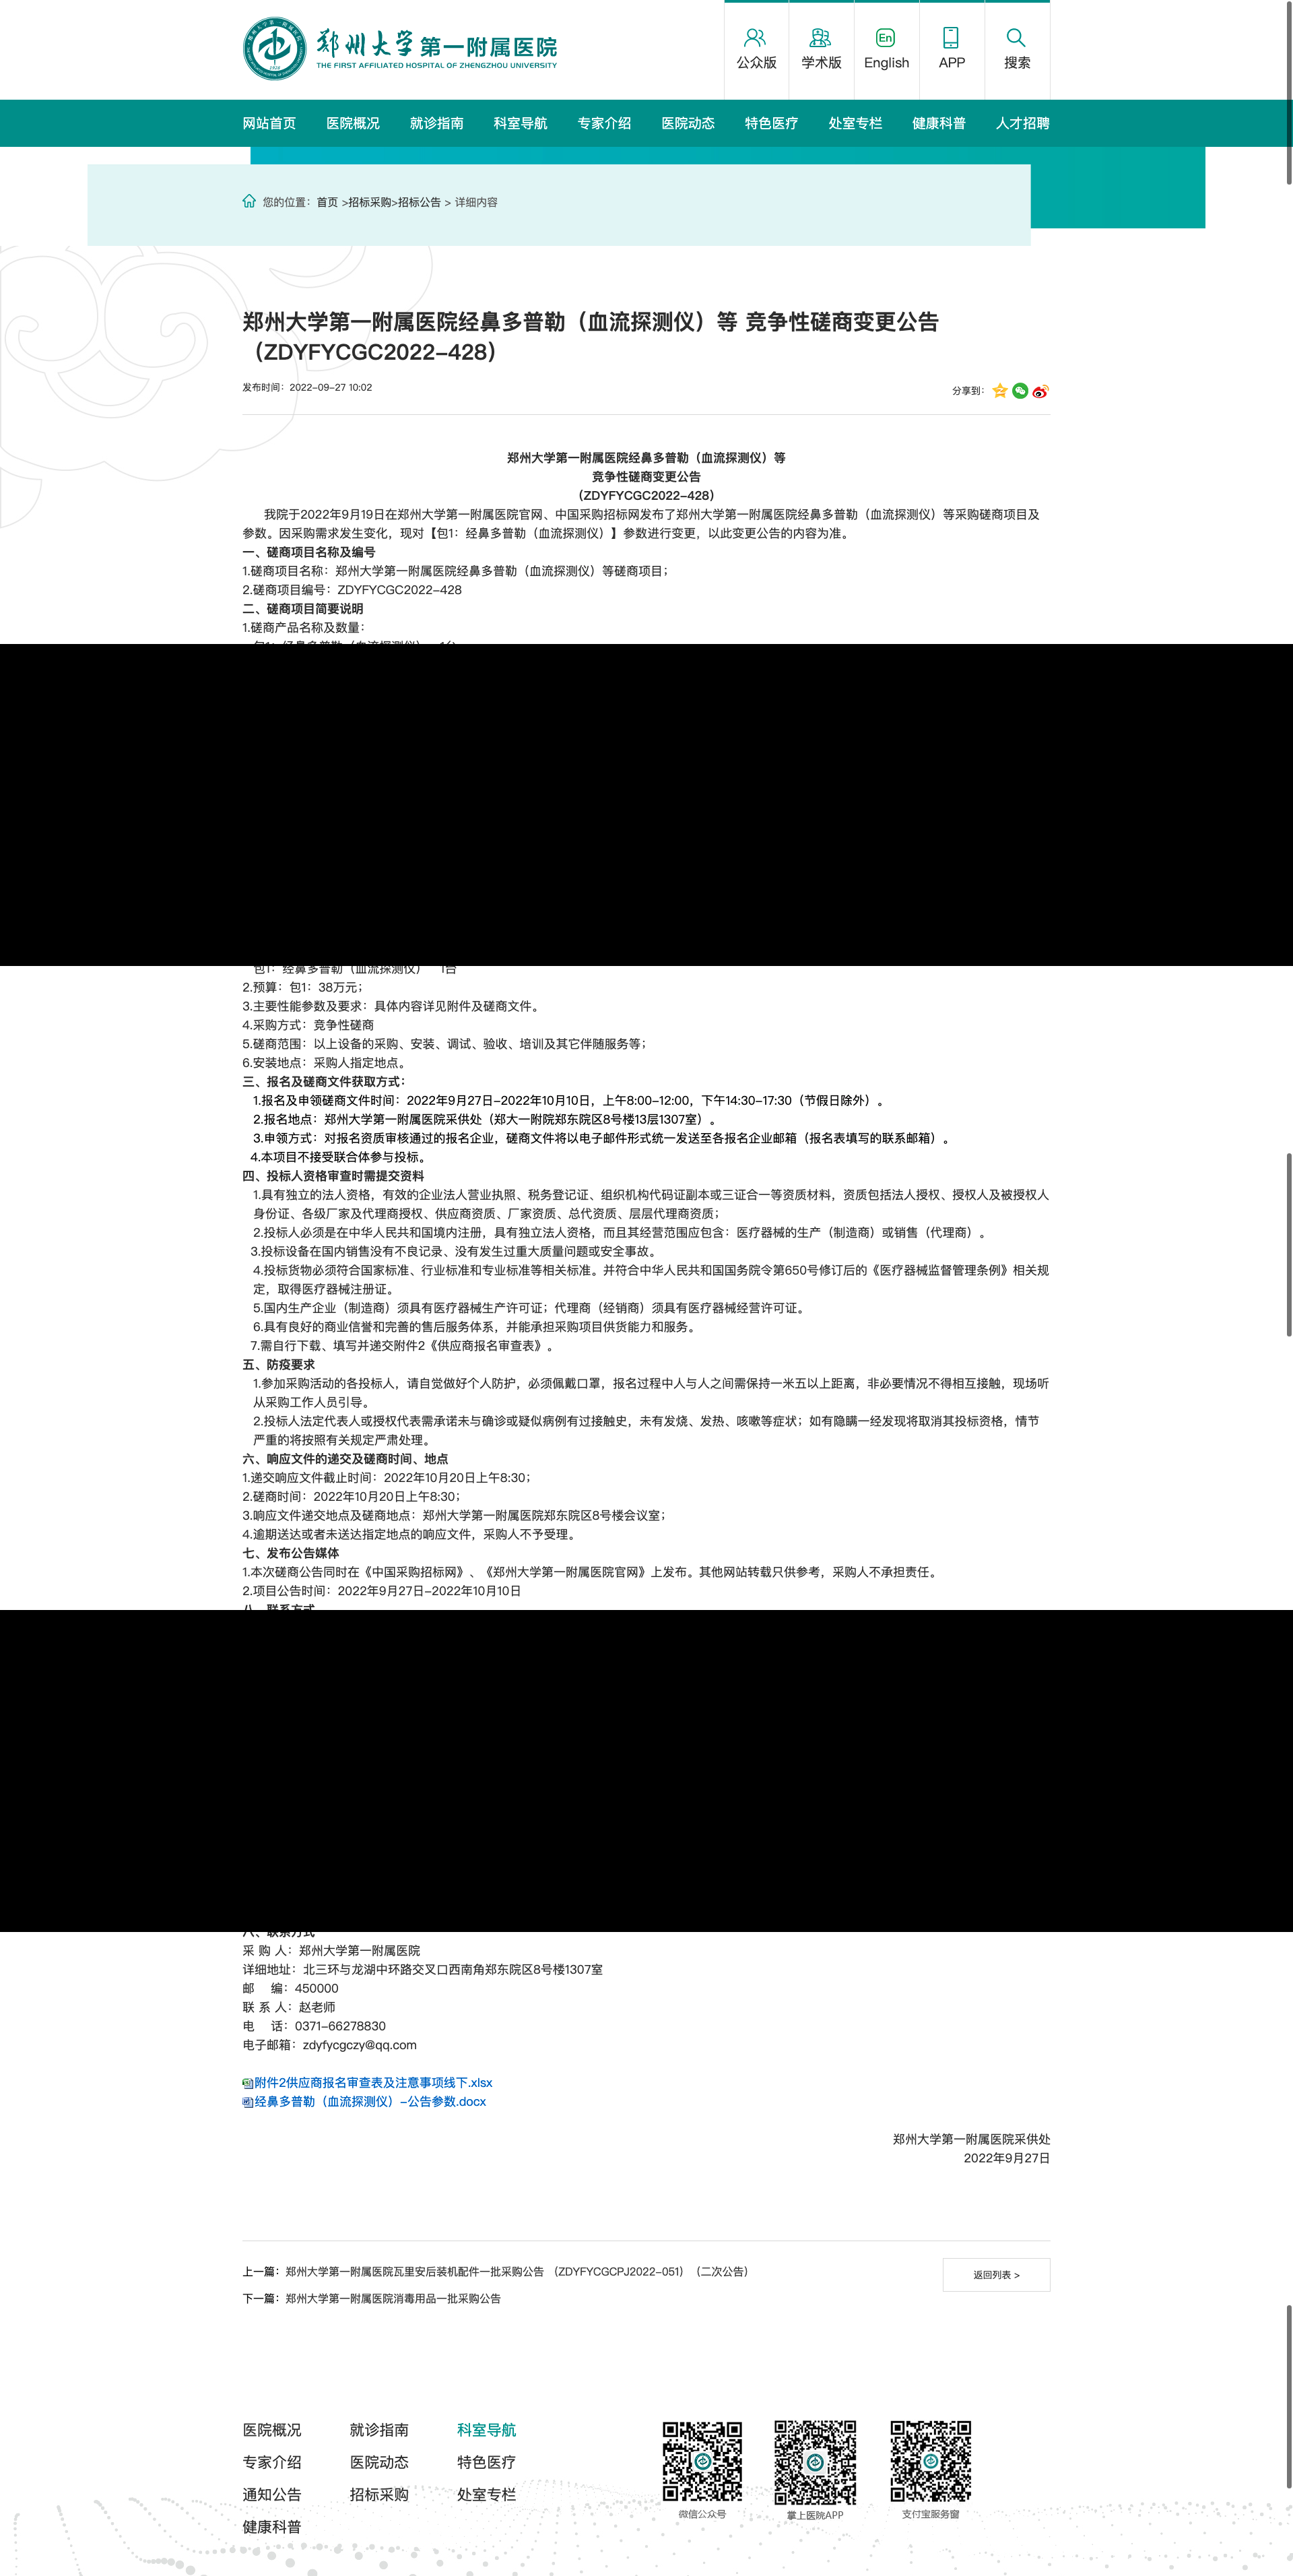 郑州大学第一附属医院
THE FIRST AFFILIATED HOSPITAL OF ZHENGZHOU UNIVERSITY
公众版
学术版
En
English
APP
搜索
网站首页 医院概况 就诊指南 科室导航 专家介绍 医院动态 特色医疗 处室专栏 健康科普 人才招聘
您的位置：首页 >招标采购>招标公告 > 详细内容
郑州大学第一附属医院经鼻多普勒（血流探测仪）等 竞争性磋商变更公告
（ZDYFYCGC2022-428）
发布时间：2022-09-27 10:02
分享到：
郑州大学第一附属医院经鼻多普勒（血流探测仪）等
竞争性磋商变更公告
（ZDYFYCGC2022-428）
我院于2022年9月19日在郑州大学第一附属医院官网、中国采购招标网发布了郑州大学第一附属医院经鼻多普勒（血流探测仪）等采购磋商项目及
参数。因采购需求发生变化，现对【包1：经鼻多普勒（血流探测仪）】参数进行变更，以此变更公告的内容为准。
一、磋商项目名称及编号
1.磋商项目名称：郑州大学第一附属医院经鼻多普勒（血流探测仪）等磋商项目；
2.磋商项目编号：ZDYFYCGC2022-428
二、磋商项目简要说明
1.磋商产品名称及数量：
包1：经鼻多普勒（血流探测仪） 1台
2.预算：包1：38万元；
3.主要性能参数及要求：具体内容详见附件及磋商文件。
4.采购方式：竞争性磋商
5.磋商范围：以上设备的采购、安装、调试、验收、培训及其它伴随服务等；
6.安装地点：采购人指定地点。
三、报名及磋商文件获取方式：
1.报名及申领磋商文件时间：2022年9月27日-2022年10月10日，上午8:00-12:00，下午14:30-17:30（节假日除外）。
2.报名地点：郑州大学第一附属医院采供处（郑大一附院郑东院区8号楼13层1307室）。
3.申领方式：对报名资质审核通过的报名企业，磋商文件将以电子邮件形式统一发送至各报名企业邮箱（报名表填写的联系邮箱）。
4.本项目不接受联合体参与投标。
四、投标人资格审查时需提交资料
1.具有独立的法人资格，有效的企业法人营业执照、税务登记证、组织机构代码证副本或三证合一等资质材料，资质包括法人授权、授权人及被授权人
身份证、各级厂家及代理商授权、供应商资质、厂家资质、总代资质、层层代理商资质；
2.投标人必须是在中华人民共和国境内注册，具有独立法人资格，而且其经营范围应包含：医疗器械的生产（制造商）或销售（代理商）。
3.投标设备在国内销售没有不良记录、没有发生过重大质量问题或安全事故。
4.投标货物必须符合国家标准、行业标准和专业标准等相关标准。并符合中华人民共和国国务院令第650号修订后的《医疗器械监督管理条例》相关规
定，取得医疗器械注册证。
5.国内生产企业（制造商）须具有医疗器械生产许可证；代理商（经销商）须具有医疗器械经营许可证。
6.具有良好的商业信誉和完善的售后服务体系，并能承担采购项目供货能力和服务。
7.需自行下载、填写并递交附件2《供应商报名审查表》。
五、防疫要求
1.参加采购活动的各投标人，请自觉做好个人防护，必须佩戴口罩，报名过程中人与人之间需保持一米五以上距离，非必要情况不得相互接触，现场听
从采购工作人员引导。
2.投标人法定代表人或授权代表需承诺未与确诊或疑似病例有过接触史，未有发烧、发热、咳嗽等症状；如有隐瞒一经发现将取消其投标资格，情节
严重的将按照有关规定严肃处理。
六、响应文件的递交及磋商时间、地点
1.递交响应文件截止时间：2022年10月20日上午8:30；
2.磋商时间：2022年10月20日上午8:30；
3.响应文件递交地点及磋商地点：郑州大学第一附属医院郑东院区8号楼会议室；
4.逾期送达或者未送达指定地点的响应文件，采购人不予受理。
七、发布公告媒体
1.本次磋商公告同时在《中国采购招标网》、《郑州大学第一附属医院官网》上发布。其他网站转载只供参考，采购人不承担责任。
2.项目公告时间：2022年9月27日-2022年10月10日
八、联系方式
采 购 人：郑州大学第一附属医院
详细地址：北三环与龙湖中环路交叉口西南角郑东院区8号楼1307室
邮 编：450000
联 系 人：赵老师
电 话：0371-66278830
电子邮箱：zdyfycgczy@qq.com
附件2供应商报名审查表及注意事项线下.xlsx
经鼻多普勒（血流探测仪）-公告参数.docx
郑州大学第一附属医院采供处
2022年9月27日
上一篇：郑州大学第一附属医院瓦里安后装机配件一批采购公告 （ZDYFYCGCPJ2022-051）（二次公告）
返回列表 >
下一篇：郑州大学第一附属医院消毒用品一批采购公告
医院概况 就诊指南 科室导航
专家介绍 医院动态 特色医疗
通知公告 招标采购 处室专栏
健康科普
微信公众号
掌上医院APP
支付宝服务窗